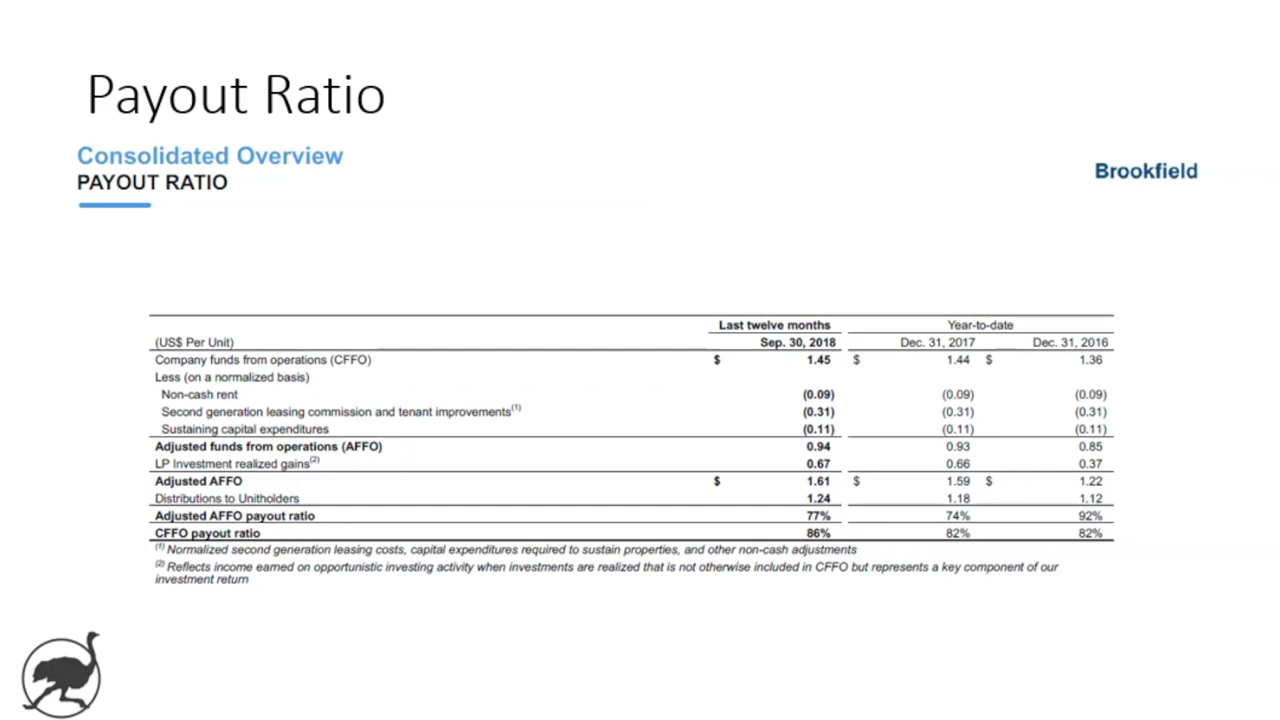 Payout Ratio
Consolidated Overview
PAYOUT RATIO
Brookfield
Last twelve months Year-to-date
(US$ Per Unit) Sep. 30, 2018 Dec. 31, 2017 Dec. 31, 2016
Company funds from operations (CFFO) $ 1.45 $ 1.44 $ 1.36
Less (on a normalized basis)
Non-cash rent (0.09) (0.09) (0.09)
Second generation leasing commission and tenant improvements(1) (0.31) (0.31) (0.31)
Sustaining capital expenditures (0.11) (0.11) (0.11)
Adjusted funds from operations (AFFO) 0.94 0.93 0.85
LP Investment realized gains(2) 0.67 0.66 0.37
Adjusted AFFO $ 1.61 $ 1.59 $ 1.22
Distributions to Unitholders 1.24 1.18 1.12
Adjusted AFFO payout ratio 77% 74% 92%
CFFO payout ratio 86% 82% 82%
(1) Normalized second generation leasing costs, capital expenditures required to sustain properties, and other non-cash adjustments
(2) Reflects income earned on opportunistic investing activity when investments are realized that is not otherwise included in CFFO but represents a key component of our
investment return